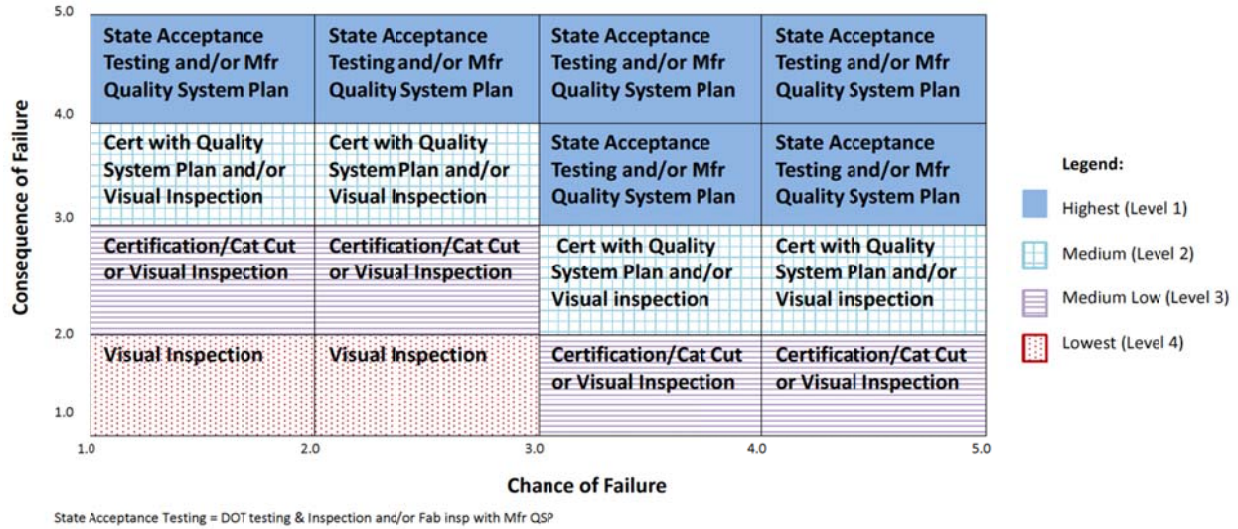 5.0
State Acceptance
Testing and/or Mfr
Quality System Plan
State Acceptance
Testing and/or Mfr
Quality System Plan
State Acceptance
Testing and/or Mfr
Quality System Plan
State Acceptance
Testing and/or Mfr
Quality System Plan
4.0
Cert with Quality
System Plan and/or
Visual Inspection
Cert with Quality
System Plan and/or
Visual Inspection
State Acceptance
Testing and/or Mfr
Quality System Plan
State Acceptance
Testing and/or Mfr
Quality System Plan
3.0
Certification/Cat Cut
or Visual Inspection
Certification/Cat Cut
or Visual Inspection
Cert with Quality
System Plan and/or
Visual inspection
Cert with Quality
System Plan and/or
Visual inspection
2.0
Visual Inspection
Visual Inspection
Certification/Cat Cut
or Visual Inspection
Certification/Cat Cut
or Visual Inspection
1.0
Consequence of Failure
1.0 2.0 3.0 4.0 5.0
Chance of Failure
Legend:
Highest (Level 1)
Medium (Level 2)
Medium Low (Level 3)
Lowest (Level 4)
State Acceptance Testing = DOT testing & Inspection and/or Fab insp with Mfr QSP